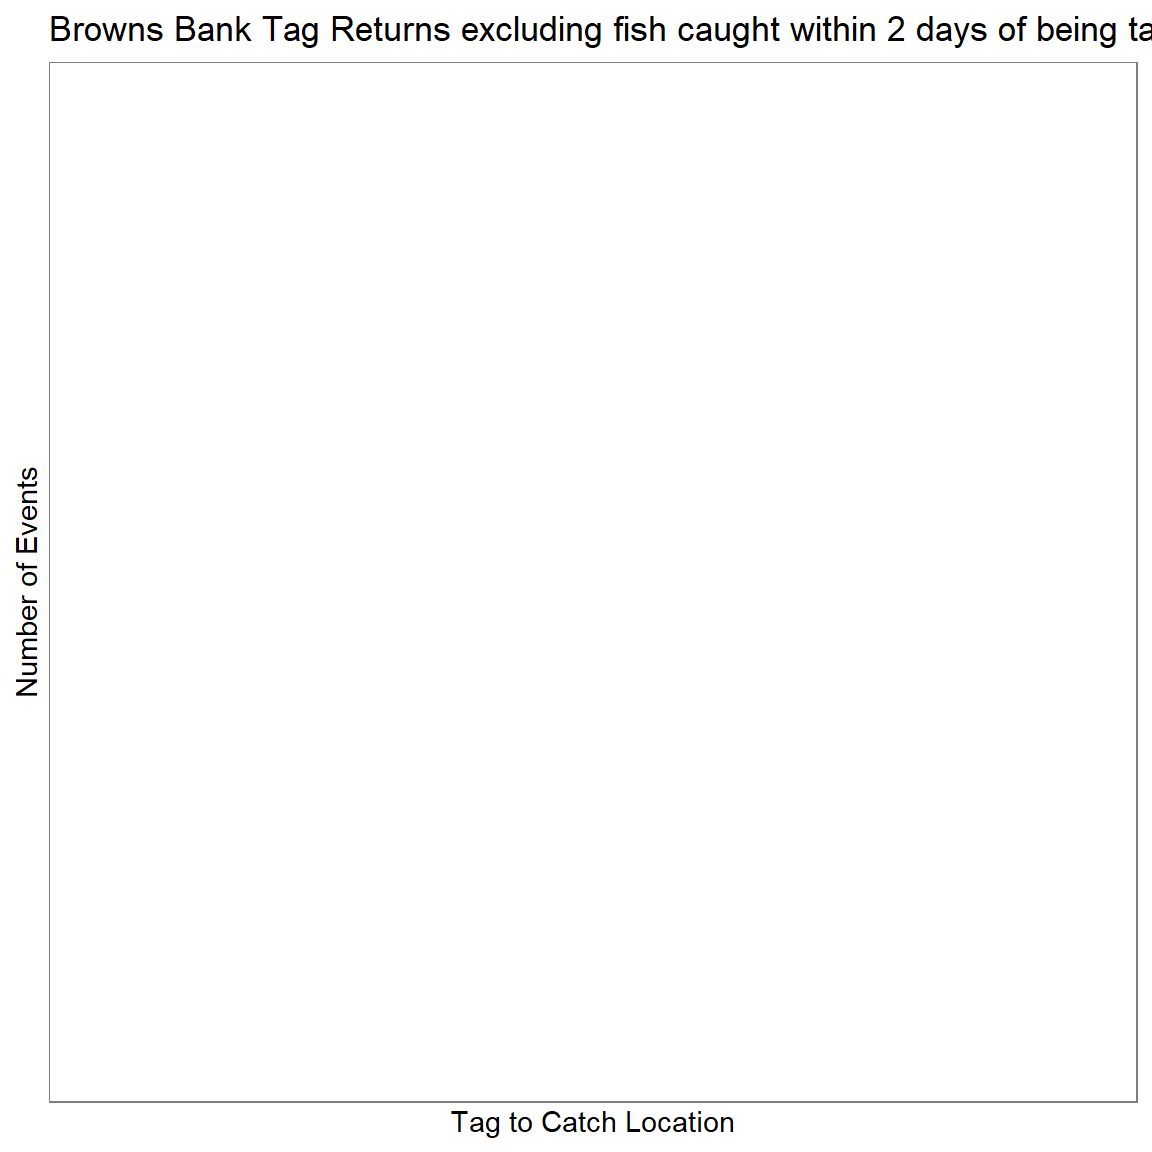 Browns Bank Tag Returns excluding fish caught within 2 days of being ta
Number of Events
Tag to Catch Location